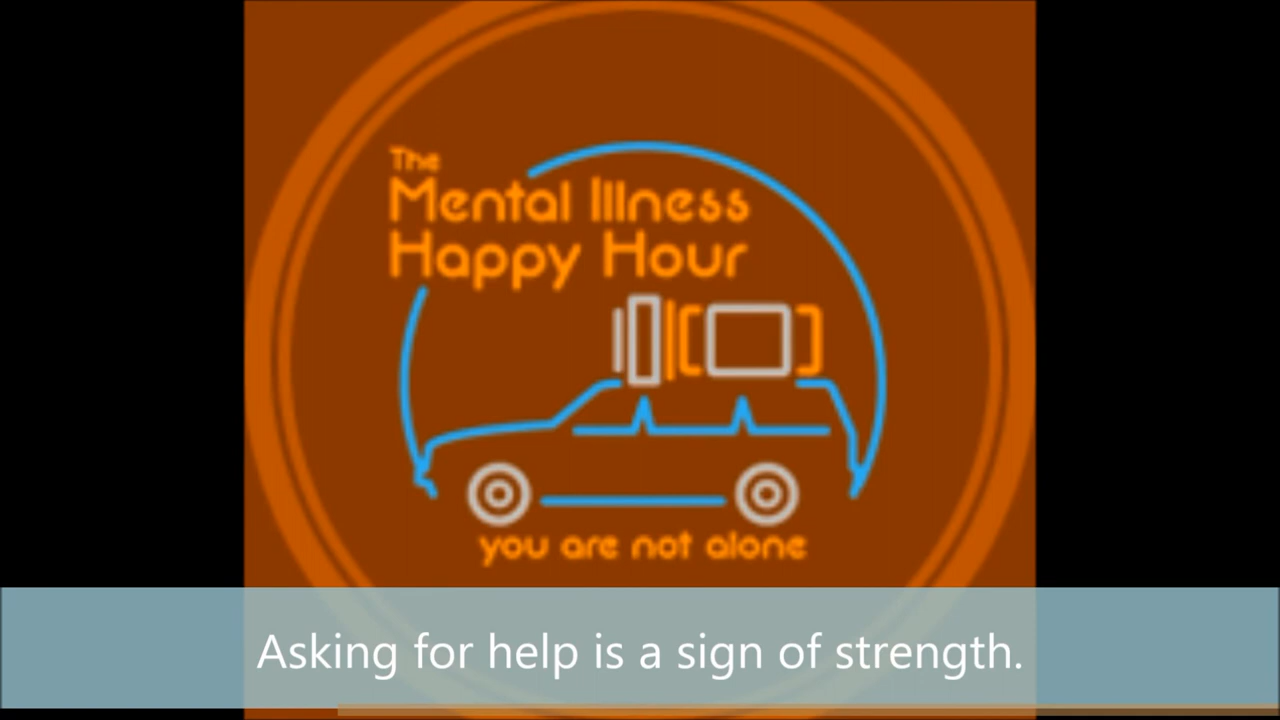 The
Mental Illness
Happy Hour
you are not alone
Asking for help is a sign of strength.